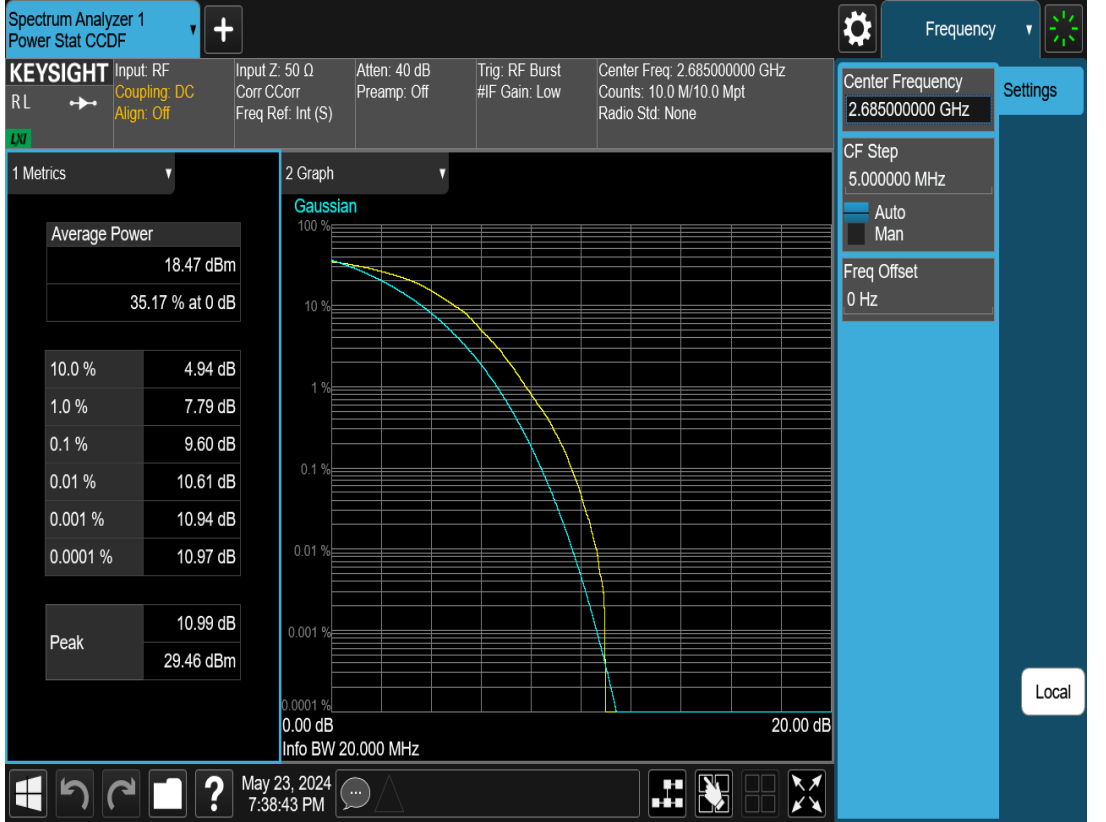 Spectrum Analyzer 1
Power Stat CCDF
▼
+
Frequency
▼
KEYSIGHT
RL
LXI
Input: RF
Coupling: DC
Align: Off
Input Z: 50 Ω
Corr CCorr
Freq Ref: Int (S)
Atten: 40 dB
Preamp: Off
Trig: RF Burst
#IF Gain: Low
Center Freq: 2.685000000 GHz
Counts: 10.0 M/10.0 Mpt
Radio Std: None
1 Metrics ▼
Average Power
18.47 dBm
35.17 % at 0 dB
10.0 % 4.94 dB
1.0 % 7.79 dB
0.1 % 9.60 dB
0.01 % 10.61 dB
0.001 % 10.94 dB
0.0001 % 10.97 dB
Peak
10.99 dB
29.46 dBm
2 Graph ▼
Gaussian
100 %
10 %
1 %
0.1 %
0.01 %
0.001 %
0.0001 %
0.00 dB 20.00 dB
Info BW 20.000 MHz
Center Frequency
2.685000000 GHz
CF Step
5.000000 MHz
Auto
Man
Freq Offset
0 Hz
Settings
Local
?
May 23, 2024
7:38:43 PM